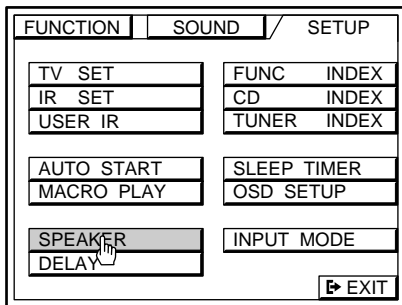 FUNCTION SOUND SETUP
TV SET FUNC INDEX
IR SET CD INDEX
USER IR TUNER INDEX
AUTO START SLEEP TIMER
MACRO PLAY OSD SETUP
SPEAKER INPUT MODE
DELAY
EXIT